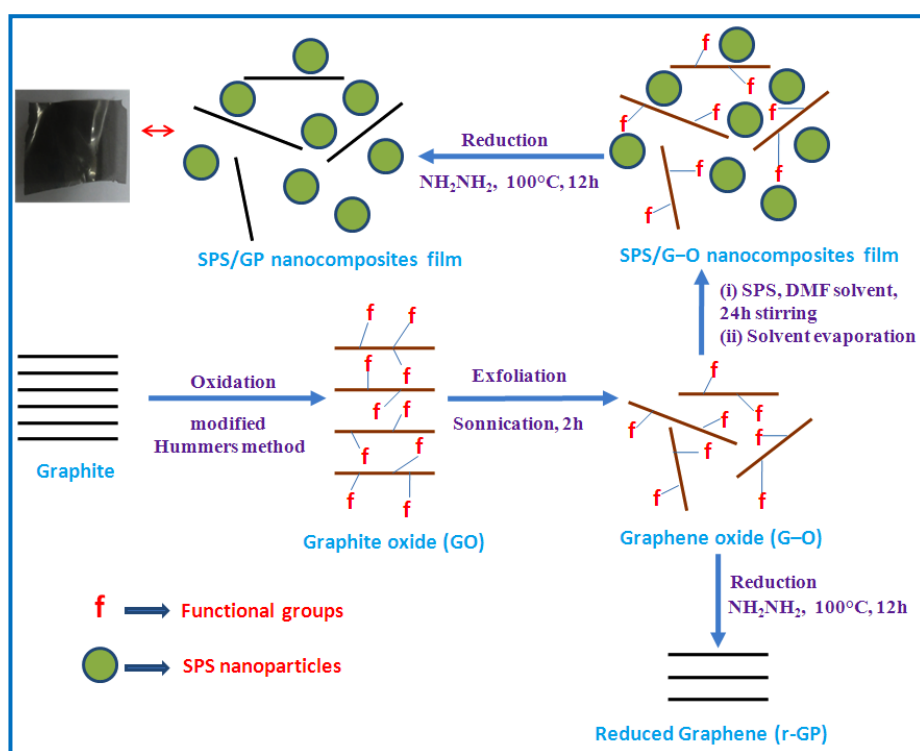 f
f
f
f
f
f
f
f
f
Reduction
NH₂NH₂, 100°C, 12h
SPS/GP nanocomposites film
SPS/G–O nanocomposites film
(i) SPS, DMF solvent,
24h stirring
(ii) Solvent evaporation
f
f
f
f
f
f
f
f
Oxidation
modified
Hummers method
Exfoliation
Sonnication, 2h
f
f
f
f
f
f
f
f
Graphite
Graphite oxide (GO)
Graphene oxide (G–O)
Reduction
NH₂NH₂, 100°C, 12h
f Functional groups
SPS nanoparticles
Reduced Graphene (r-GP)